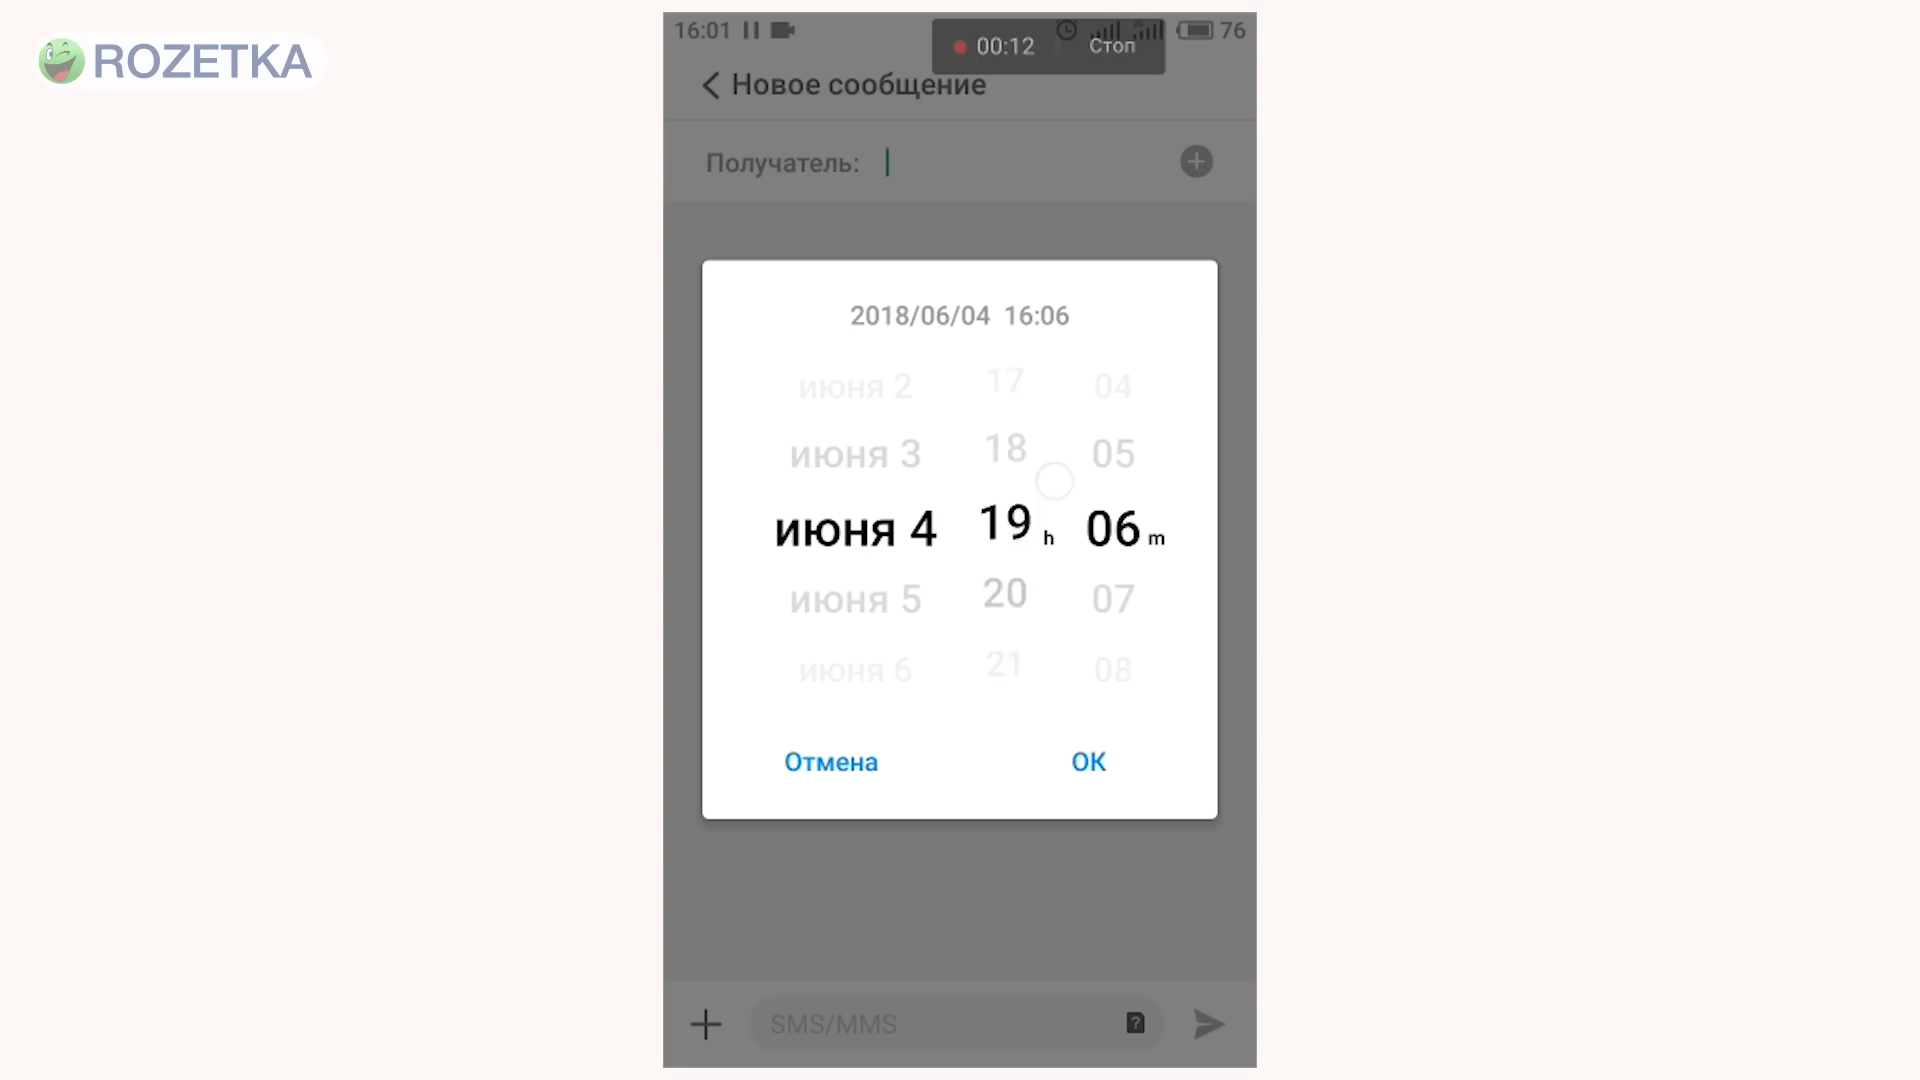 ROZETKA
16:01
76
00:12 Стоп
Новое сообщение
Получатель:
2018/06/04 16:06
июня 2 17 04
июня 3 18 05
июня 4 19 h 06 m
июня 5 20 07
июня 6 21 08
Отмена OK
SMS/MMS